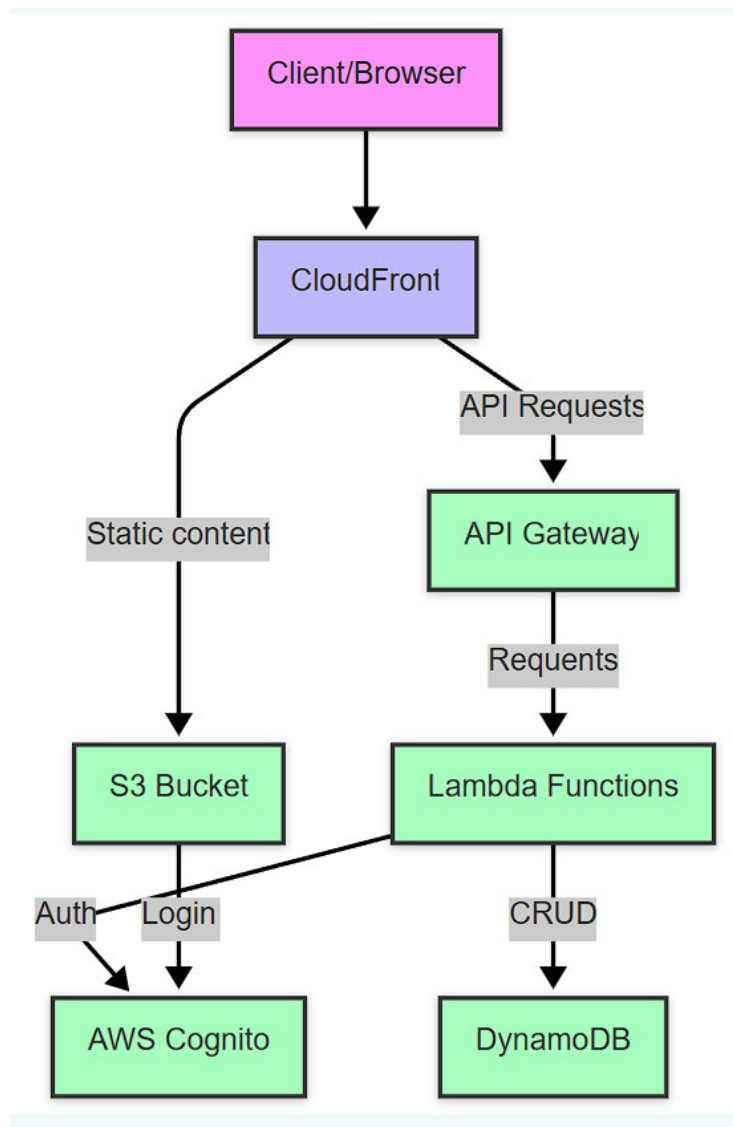 Client/Browser
CloudFront
API Requests
Static content
API Gateway
Requents
S3 Bucket
Lambda Functions
Auth
Login
CRUD
AWS Cognito
DynamoDB